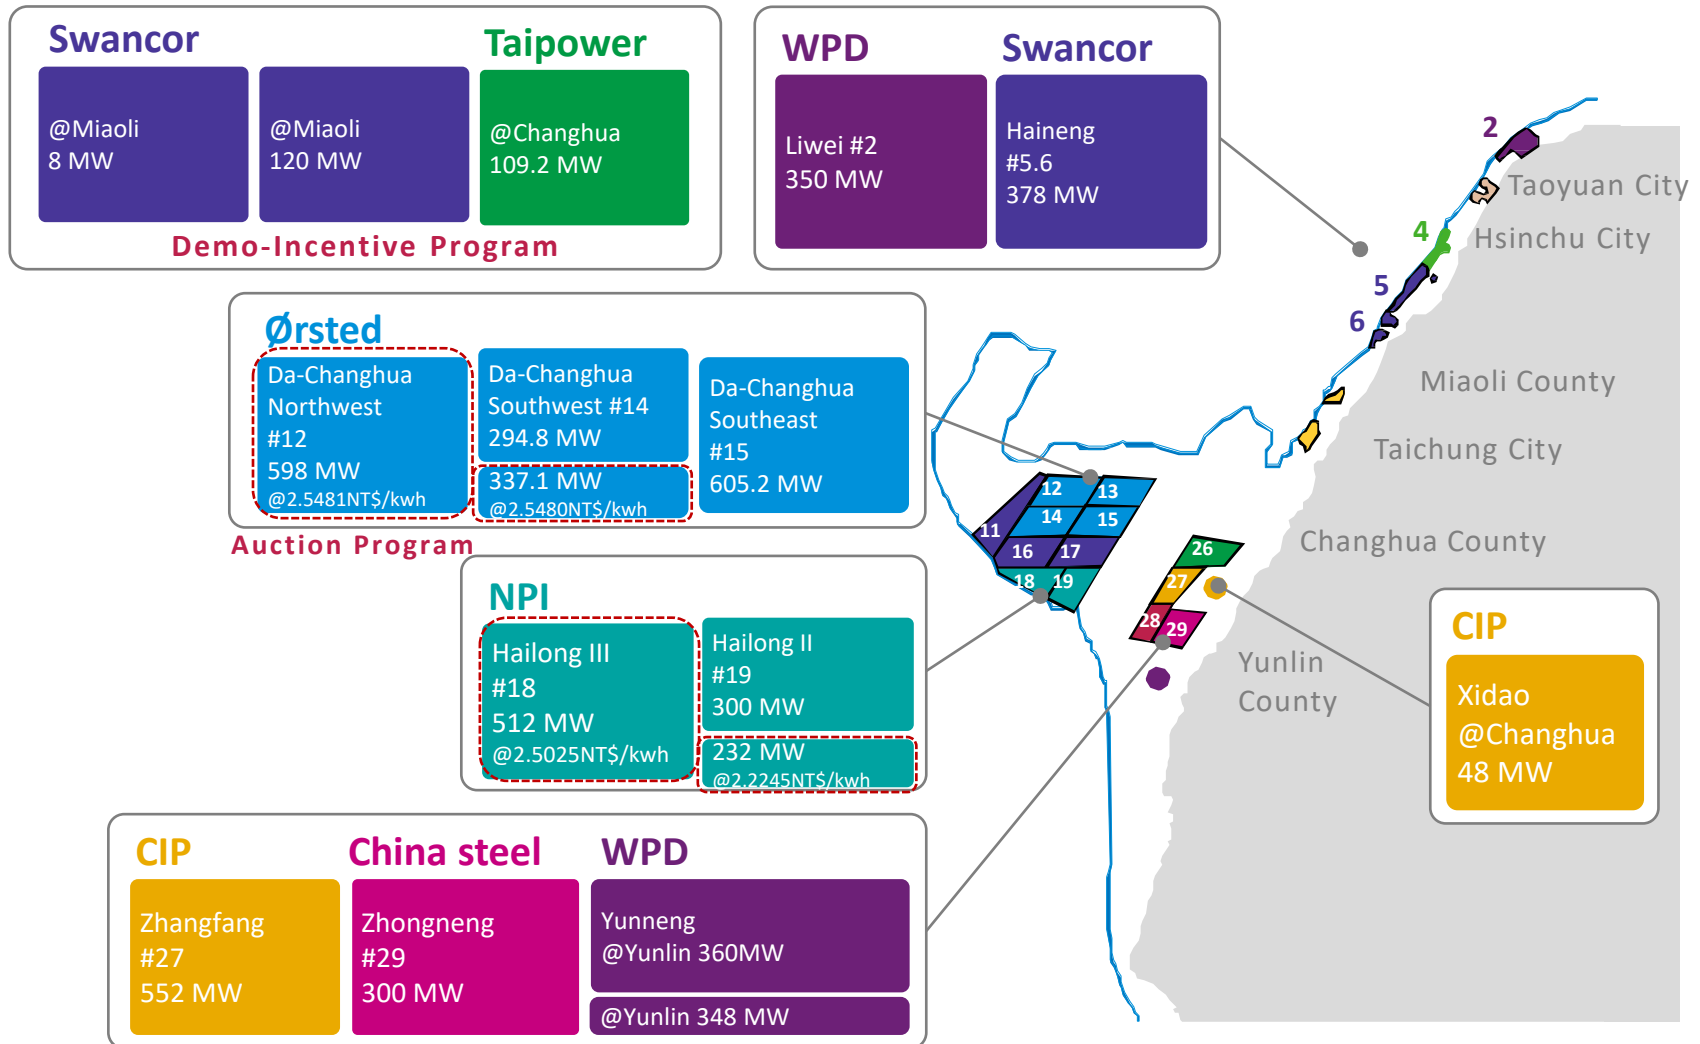 Swancor
Taipower
@Miaoli
8 MW
@Miaoli
120 MW
@Changhua
109.2 MW
Demo-Incentive Program
WPD
Swancor
Liwei #2
350 MW
Haineng
#5.6
378 MW
Ørsted
Da-Changhua
Northwest
#12
598 MW
@2.5481NT$/kwh
Da-Changhua
Southwest #14
294.8 MW
337.1 MW
@2.5480NT$/kwh
Da-Changhua
Southeast
#15
605.2 MW
Auction Program
NPI
Hailong III
#18
512 MW
@2.5025NT$/kwh
Hailong II
#19
300 MW
232 MW
@2.2245NT$/kwh
CIP
China steel
WPD
Zhangfang
#27
552 MW
Zhongneng
#29
300 MW
Yunneng
@Yunlin 360MW
@Yunlin 348 MW
2
Taoyuan City
4
Hsinchu City
5
6
Miaoli County
Taichung City
12
13
14
15
11
16
17
18
19
Changhua County
26
27
28
29
Yunlin
County
CIP
Xidao
@Changhua
48 MW